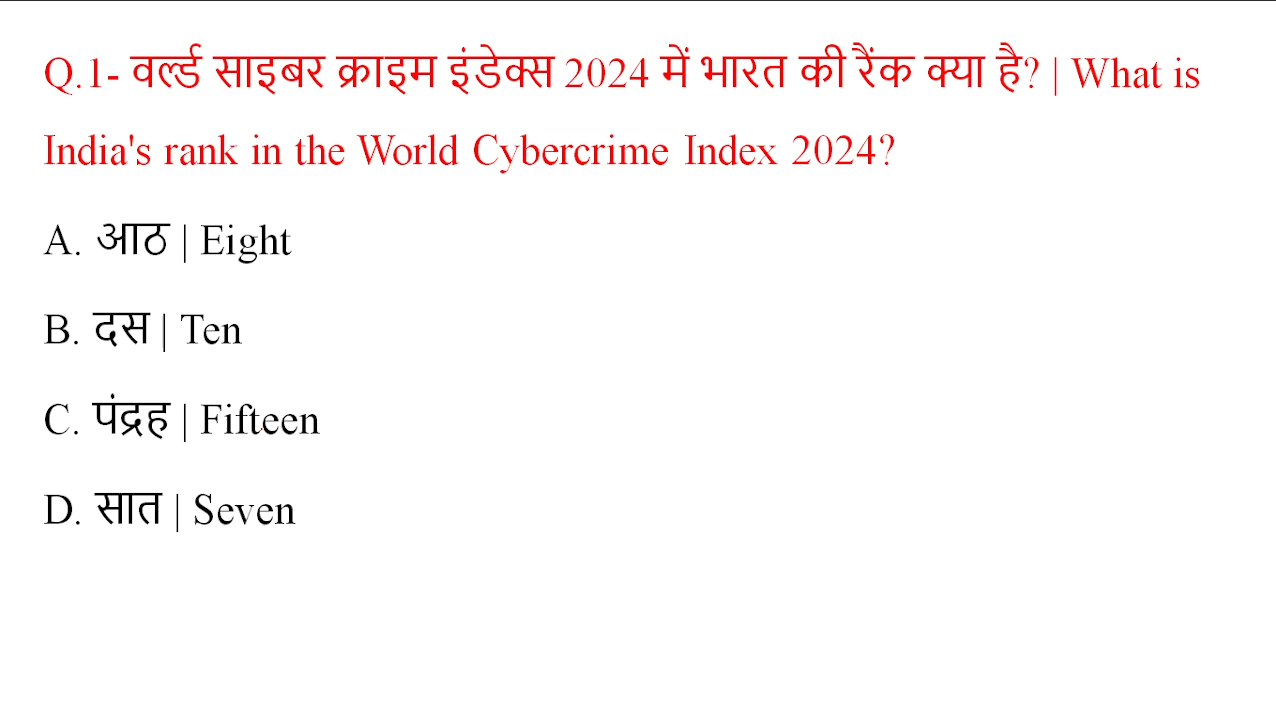 Q.1- वर्ल्ड साइबर क्राइम इंडेक्स 2024 में भारत की रैंक क्या है? | What is
India's rank in the World Cybercrime Index 2024?
A. आठ | Eight
B. दस | Ten
C. पंद्रह | Fifteen
D. सात | Seven